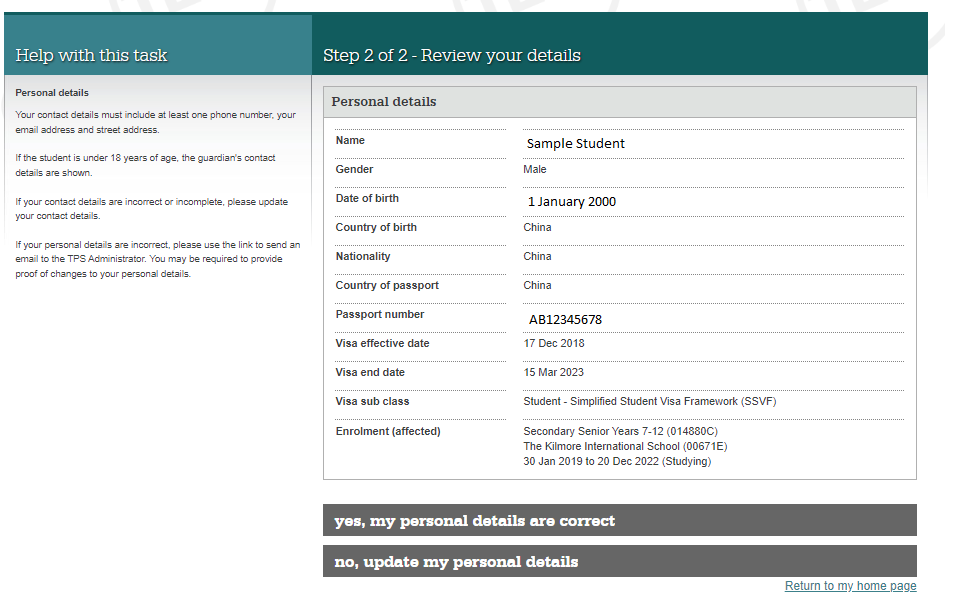 Help with this task
Personal details
Your contact details must include at least one phone number, your
email address and street address.
If the student is under 18 years of age, the guardian's contact
details are shown.
If your contact details are incorrect or incomplete, please update
your contact details.
If your personal details are incorrect, please use the link to send an
email to the TPS Administrator. You may be required to provide
proof of changes to your personal details.
Step 2 of 2 - Review your details
Personal details
Name Sample Student
Gender Male
Date of birth 1 January 2000
Country of birth China
Nationality China
Country of passport China
Passport number AB12345678
Visa effective date 17 Dec 2018
Visa end date 15 Mar 2023
Visa sub class Student - Simplified Student Visa Framework (SSVF)
Enrolment (affected) Secondary Senior Years 7-12 (014880C)
The Kilmore International School (00671E)
30 Jan 2019 to 20 Dec 2022 (Studying)
yes, my personal details are correct
no, update my personal details
Return to my home page